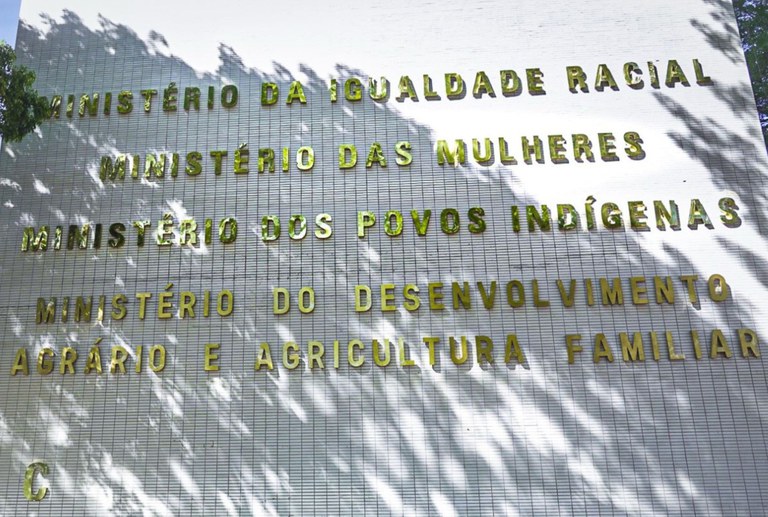 MINISTÉRIO DA IGUALDADE RACIAL
MINISTÉRIO DAS MULHERES
MINISTÉRIO DOS POVOS INDÍGENAS
MINISTÉRIO DO DESENVOLVIMENTO
AGRÁRIO E AGRICULTURA FAMILIAR
C